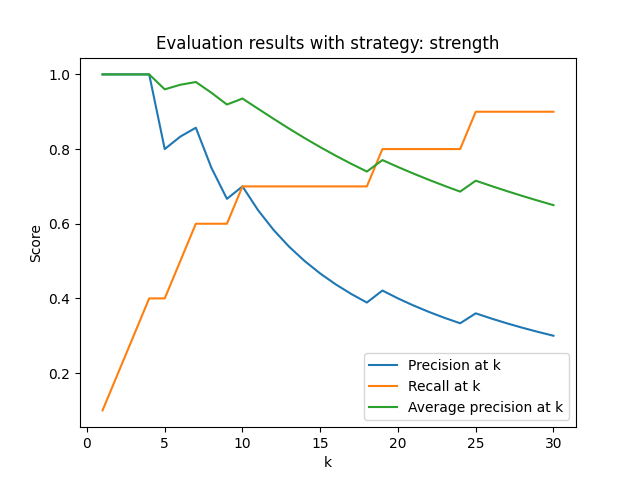 Evaluation results with strategy: strength
1.0
0.8
0.6
0.4
0.2
Score
0
5
10
15
20
25
30
k
Precision at k
Recall at k
Average precision at k